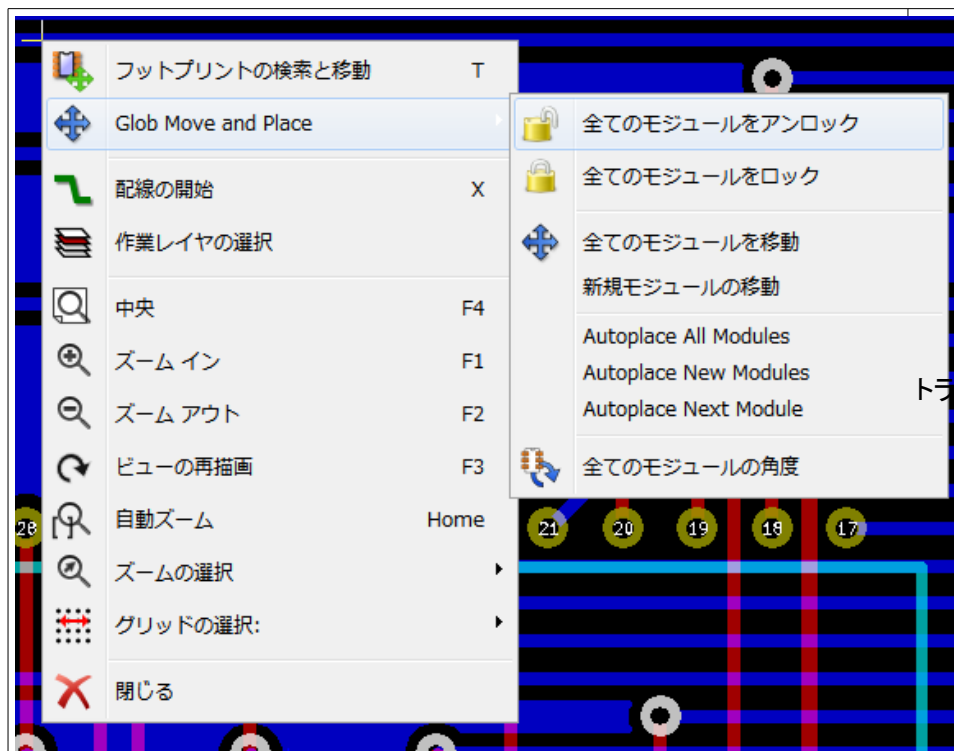 フットプリントの検索と移動 T
Glob Move and Place
配線の開始 X
作業レイヤの選択
中央 F4
ズーム イン F1
ズーム アウト F2
ビューの再描画 F3
自動ズーム Home
ズームの選択
グリッドの選択:
閉じる
全てのモジュールをアンロック
全てのモジュールをロック
全てのモジュールを移動
新規モジュールの移動
Autoplace All Modules
Autoplace New Modules
Autoplace Next Module
全てのモジュールの角度
トラ
28 21 20 19 18 17